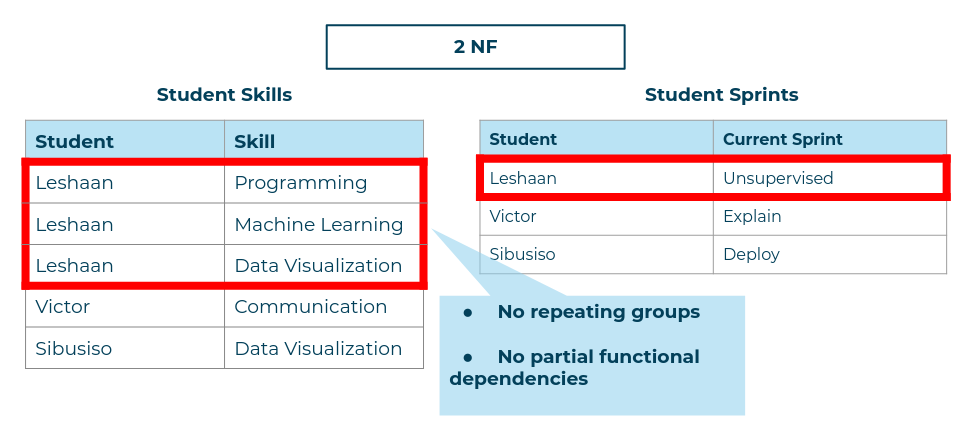 2 NF
Student Skills
Student Skill
Leshaan Programming
Leshaan Machine Learning
Leshaan Data Visualization
Victor Communication
Sibusiso Data Visualization
Student Sprints
Student Current Sprint
Leshaan Unsupervised
Victor Explain
Sibusiso Deploy
● No repeating groups
● No partial functional
dependencies